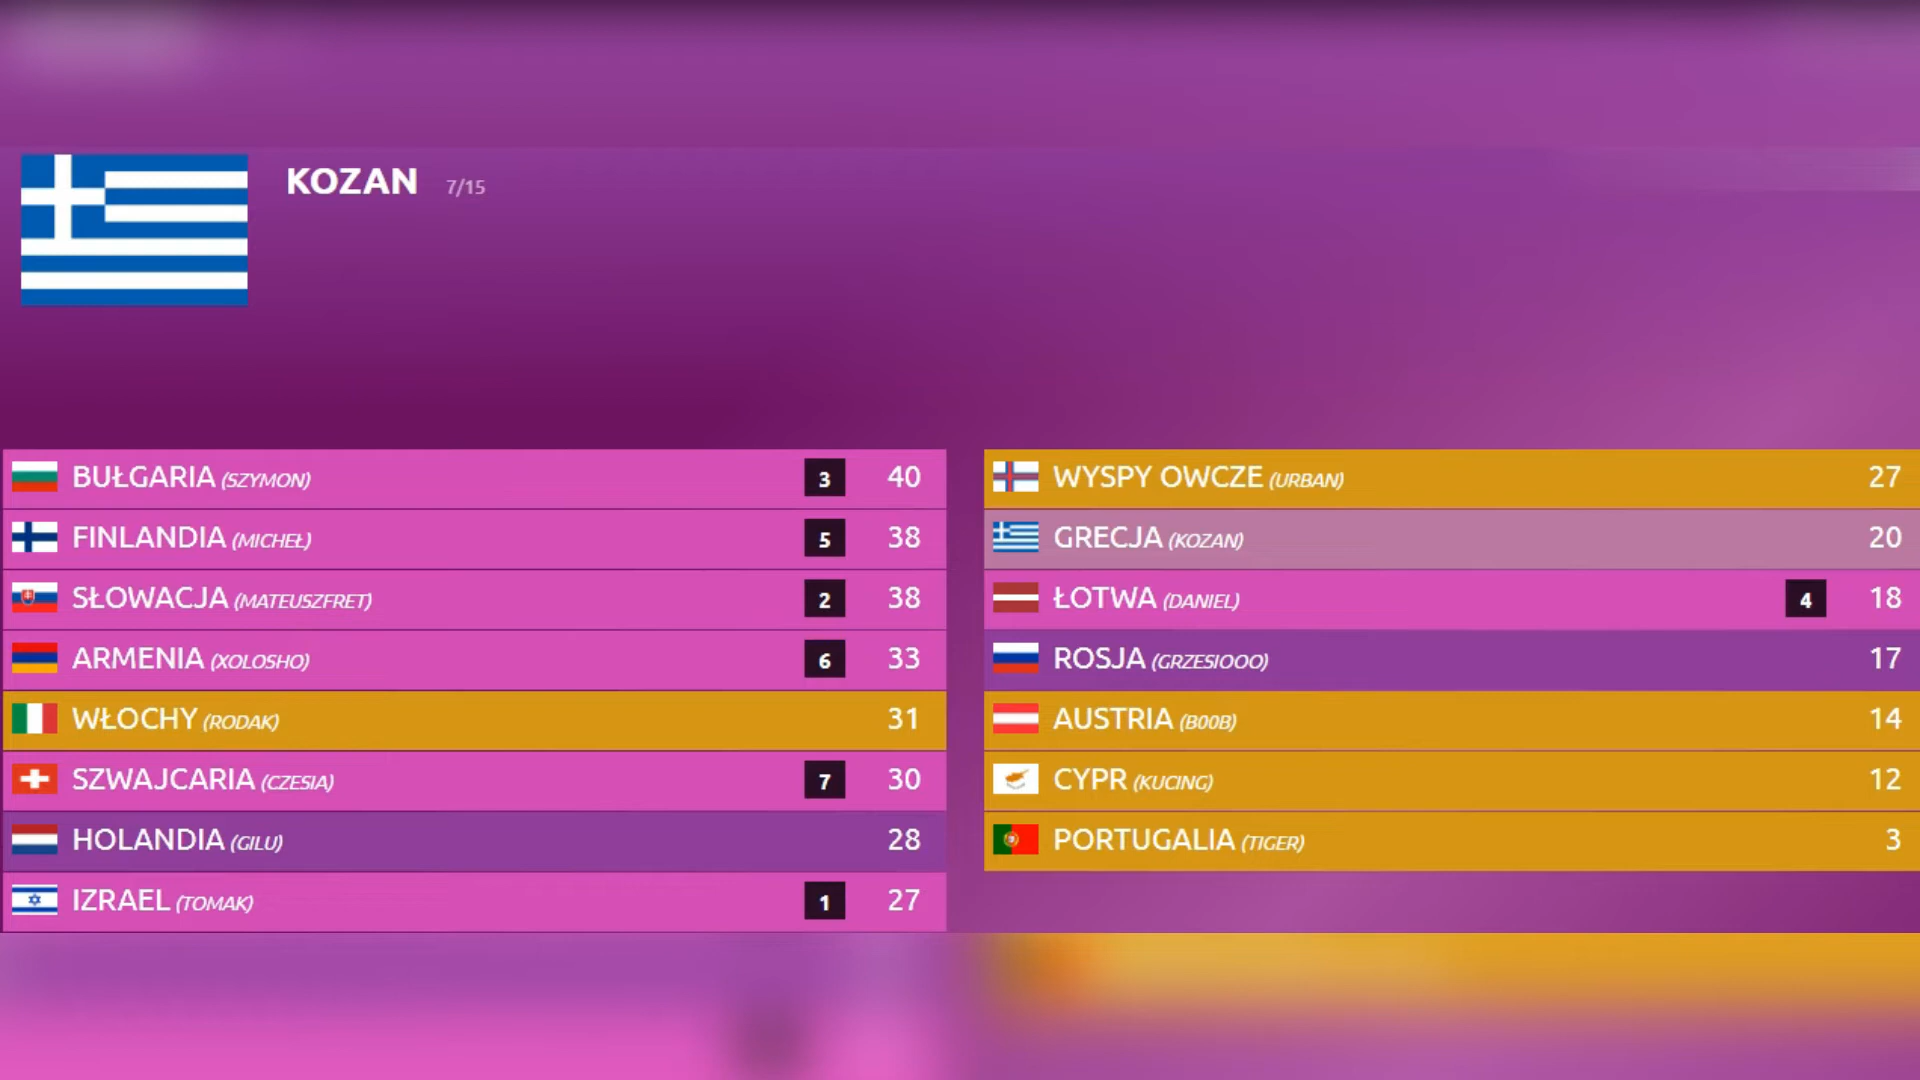 KOZAN 7/15
BUŁGARIA (SZYMON) 3 40
FINLANDIA (MICHEŁ) 5 38
SŁOWACJA (MATEUSZFRET) 2 38
ARMENIA (XOLOSHO) 6 33
WŁOCHY (RODAK) 31
SZWAJCARIA (CZESIA) 7 30
HOLANDIA (GILU) 28
IZRAEL (TOMAK) 1 27
WYSPY OWCZE (URBAN) 27
GRECJA (KOZAN) 20
ŁOTWA (DANIEL) 4 18
ROSJA (GRZESIOOO) 17
AUSTRIA (B00B) 14
CYPR (KUCING) 12
PORTUGALIA (TIGER) 3